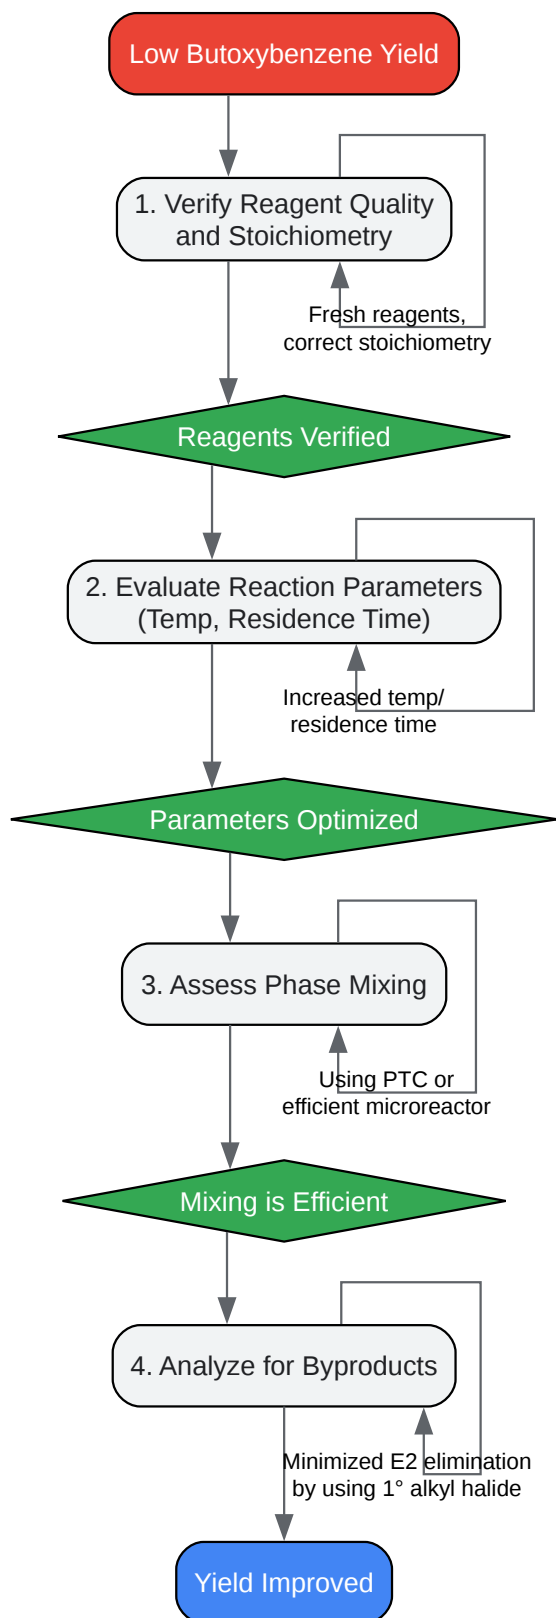 Low Butoxybenzene Yield
1. Verify Reagent Quality
and Stoichiometry
Fresh reagents,
correct stoichiometry
Reagents Verified
2. Evaluate Reaction Parameters
(Temp, Residence Time)
Increased temp/
residence time
Parameters Optimized
3. Assess Phase Mixing
Using PTC or
efficient microreactor
Mixing is Efficient
4. Analyze for Byproducts
Minimized E2 elimination
by using 1° alkyl halide
Yield Improved